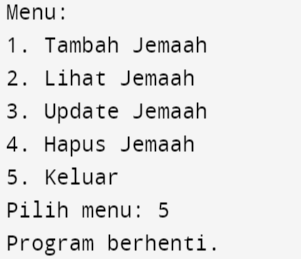 Menu:
1. Tambah Jemaah
2. Lihat Jemaah
3. Update Jemaah
4. Hapus Jemaah
5. Keluar
Pilih menu: 5
Program berhenti.